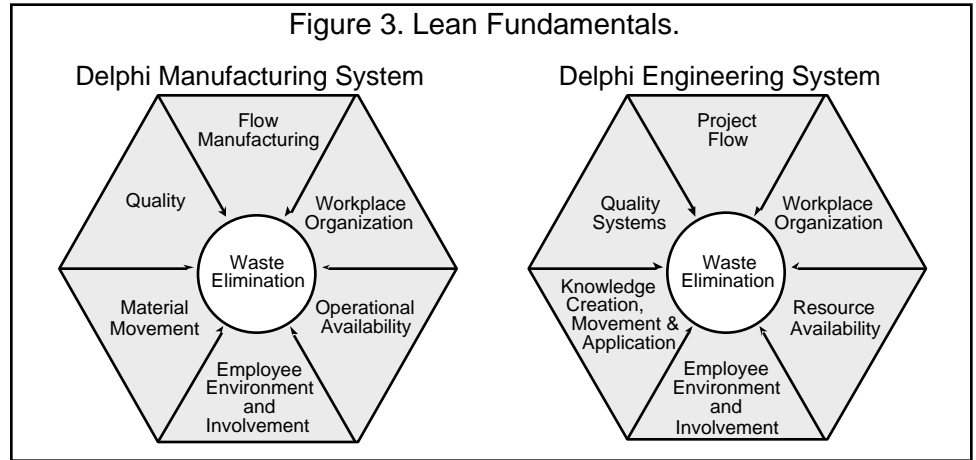 Figure 3. Lean Fundamentals.
Delphi Manufacturing System
Flow
Manufacturing
Quality
Workplace
Organization
Waste
Elimination
Material
Movement
Operational
Availability
Employee
Environment
and
Involvement
Delphi Engineering System
Project
Flow
Quality
Systems
Workplace
Organization
Waste
Elimination
Knowledge
Creation,
Movement &
Application
Resource
Availability
Employee
Environment
and
Involvement